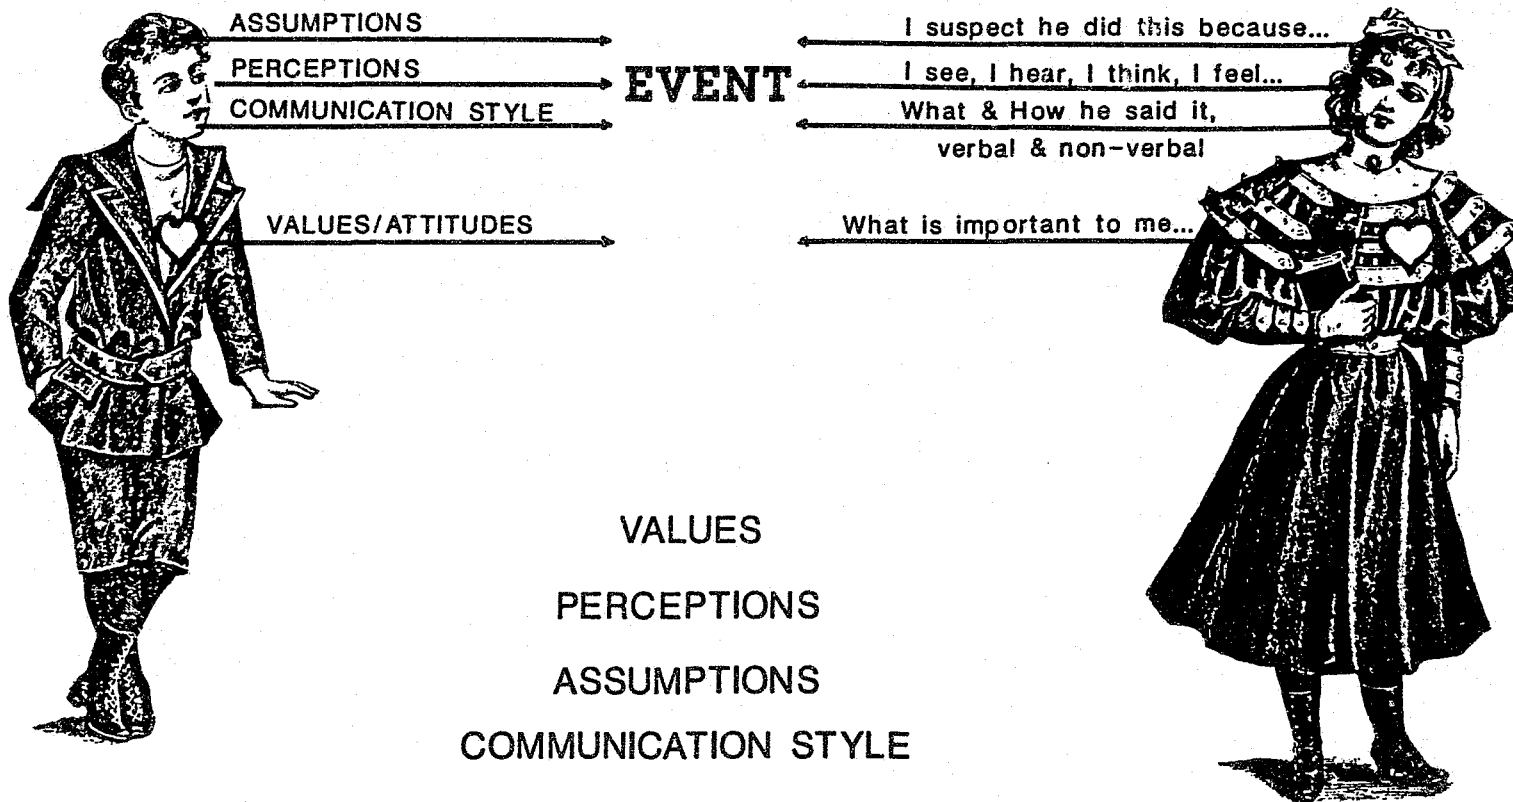 ASSUMPTIONS
PERCEPTIONS
COMMUNICATION STYLE
VALUES/ATTITUDES
EVENT
I suspect he did this because...
I see, I hear, I think, I feel...
What & How he said it,
verbal & non-verbal
What is important to me...
VALUES
PERCEPTIONS
ASSUMPTIONS
COMMUNICATION STYLE